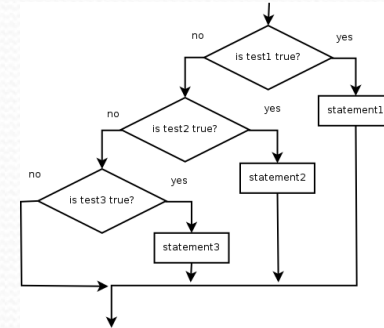 no
yes
is test1 true?
statement1
no
yes
is test2 true?
statement2
no
yes
is test3 true?
statement3